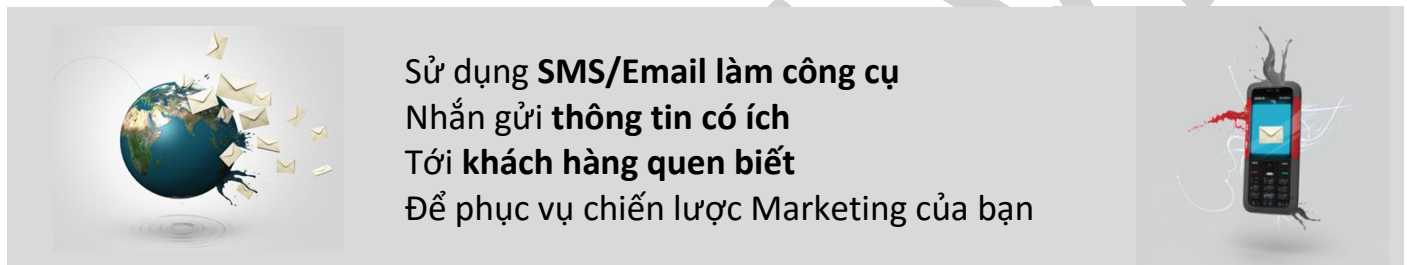 Sử dụng SMS/Email làm công cụ
Nhắn gửi thông tin có ích
Tới khách hàng quen biết
Để phục vụ chiến lược Marketing của bạn